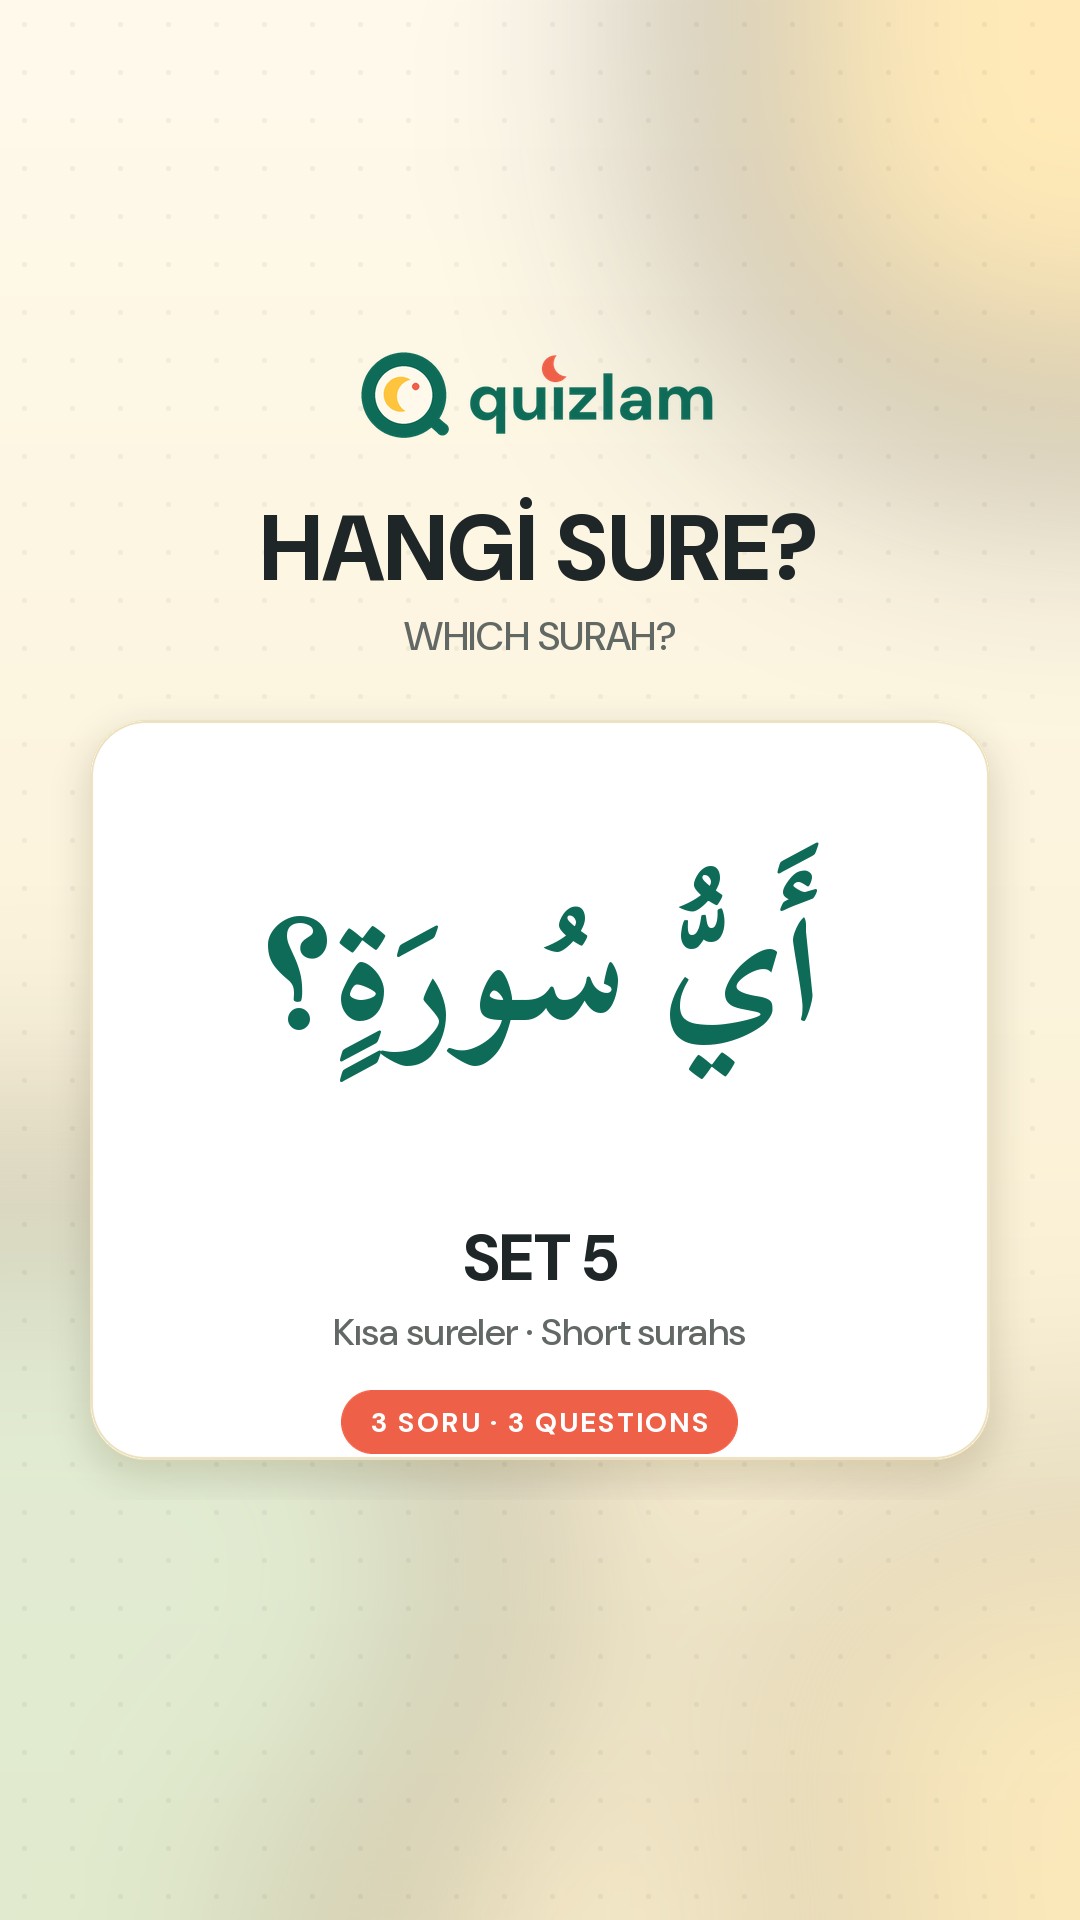 quizlam
HANGİ SURE?
WHICH SURAH?
أَيُّ سُورَةٍ؟
SET 5
Kısa sureler · Short surahs
3 SORU · 3 QUESTIONS